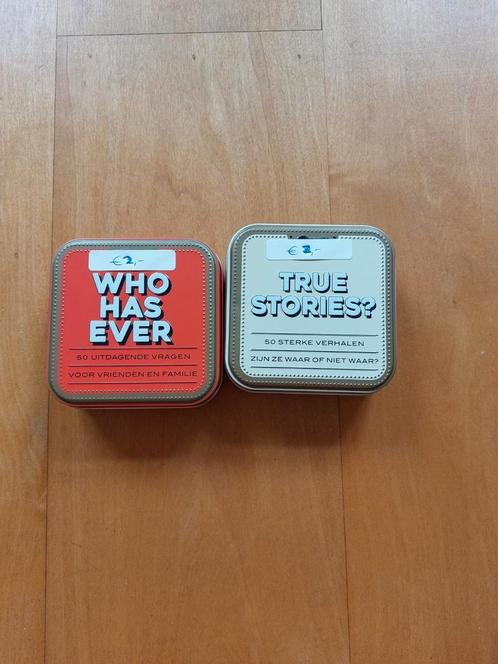 € 2,-
WHO
HAS
EVER
50 UITDAGENDE VRAGEN
VOOR VRIENDEN EN FAMILIE
€ 2,-
TRUE
STORIES?
50 STERKE VERHALEN
ZIJN ZE WAAR OF NIET WAAR?